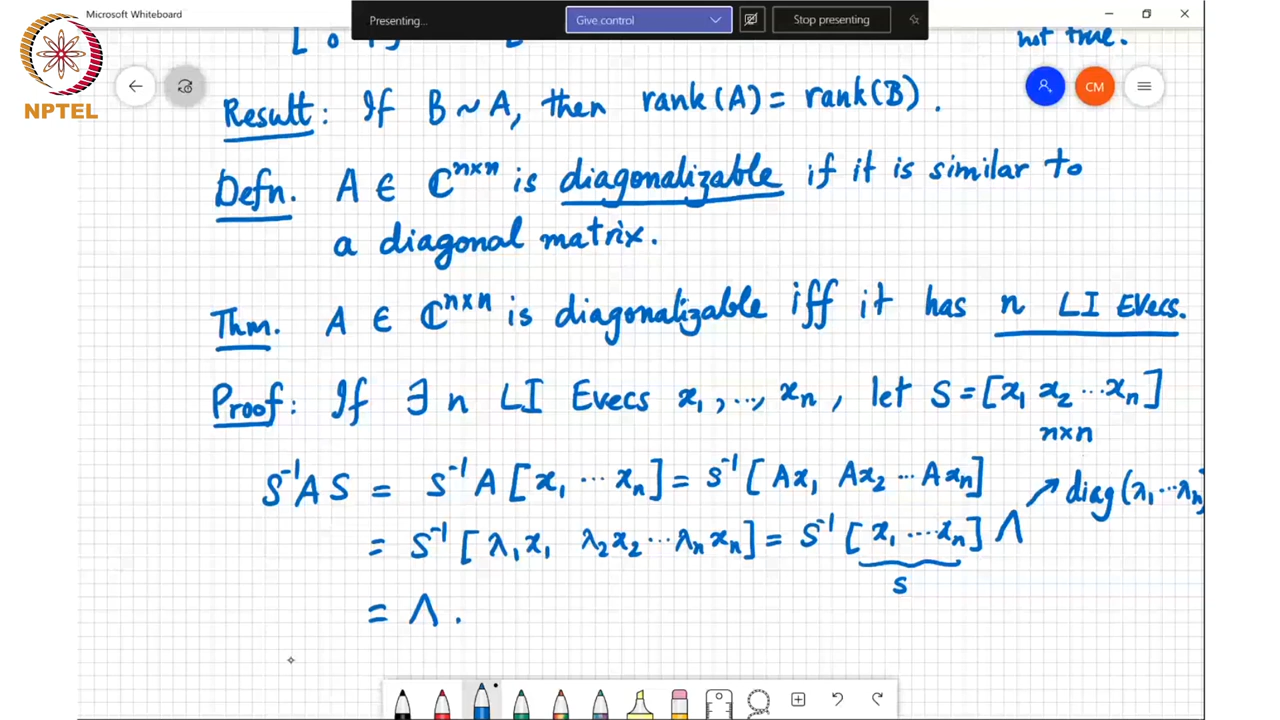 Microsoft Whiteboard
Presenting...
Give control
Stop presenting
NPTEL
CM
not true.
Result: If B ~ A, then rank(A) = rank(B).
Defn. A ∈ ℂⁿˣⁿ is diagonalizable if it is similar to
a diagonal matrix.
Thm. A ∈ ℂⁿˣⁿ is diagonalizable iff it has n LI Evecs.
Proof: If ∃ n LI Evecs x₁, .., xₙ, let S = [x₁ x₂ ... xₙ]
n×n
S⁻¹AS = S⁻¹A [x₁ ... xₙ] = S⁻¹ [Ax₁ Ax₂ ... Axₙ]
= S⁻¹ [λ₁x₁ λ₂x₂ ... λₙxₙ] = S⁻¹ [x₁ ... xₙ] Λ ↗ diag(λ₁ ... λₙ)
S
= Λ.